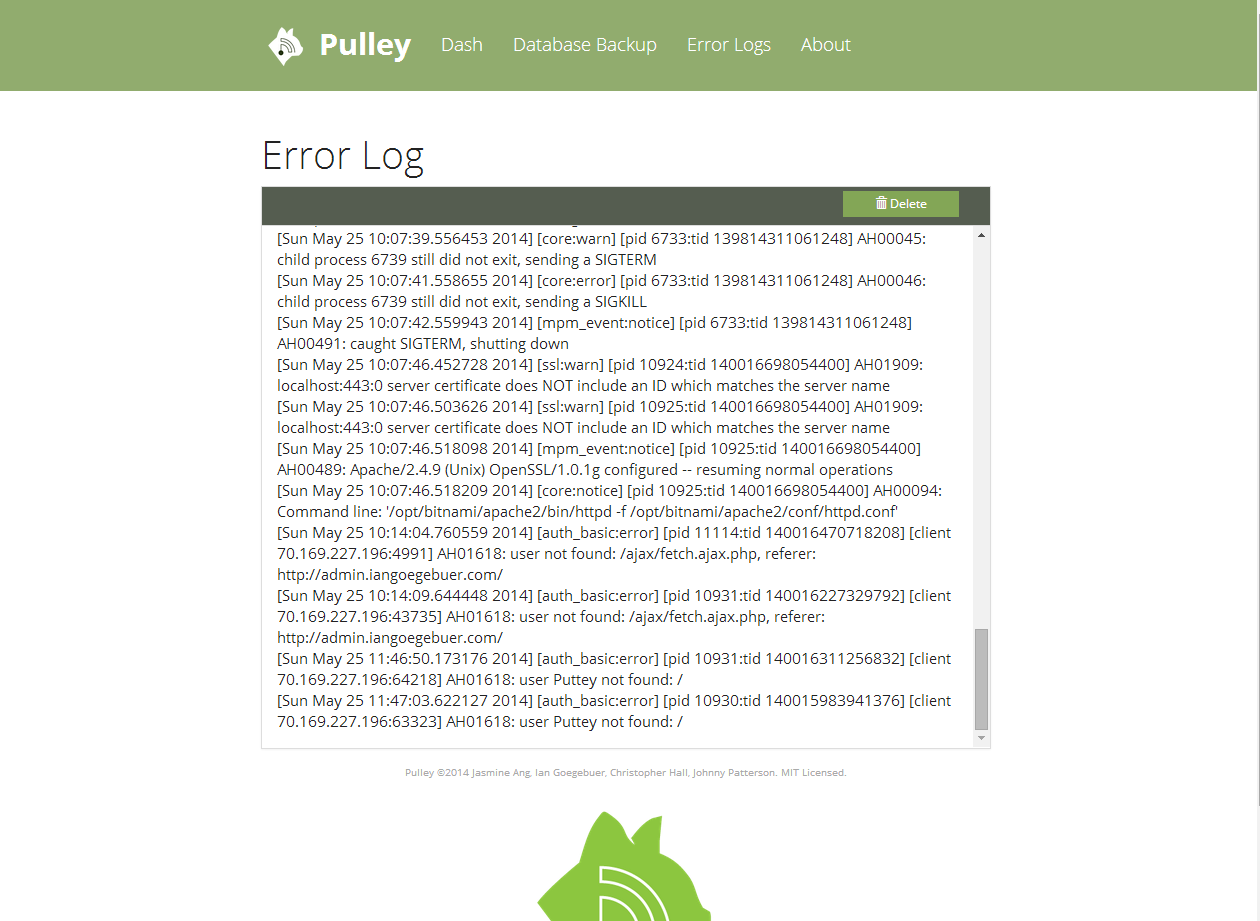 Pulley Dash Database Backup Error Logs About
Error Log
Delete
[Sun May 25 10:07:39.556453 2014] [core:warn] [pid 6733:tid 139814311061248] AH00045:
child process 6739 still did not exit, sending a SIGTERM
[Sun May 25 10:07:41.558655 2014] [core:error] [pid 6733:tid 139814311061248] AH00046:
child process 6739 still did not exit, sending a SIGKILL
[Sun May 25 10:07:42.559943 2014] [mpm_event:notice] [pid 6733:tid 139814311061248]
AH00491: caught SIGTERM, shutting down
[Sun May 25 10:07:46.452728 2014] [ssl:warn] [pid 10924:tid 140016698054400] AH01909:
localhost:443:0 server certificate does NOT include an ID which matches the server name
[Sun May 25 10:07:46.503626 2014] [ssl:warn] [pid 10925:tid 140016698054400] AH01909:
localhost:443:0 server certificate does NOT include an ID which matches the server name
[Sun May 25 10:07:46.518098 2014] [mpm_event:notice] [pid 10925:tid 140016698054400]
AH00489: Apache/2.4.9 (Unix) OpenSSL/1.0.1g configured -- resuming normal operations
[Sun May 25 10:07:46.518209 2014] [core:notice] [pid 10925:tid 140016698054400] AH00094:
Command line: '/opt/bitnami/apache2/bin/httpd -f /opt/bitnami/apache2/conf/httpd.conf'
[Sun May 25 10:14:04.760559 2014] [auth_basic:error] [pid 11114:tid 140016470718208] [client
70.169.227.196:4991] AH01618: user not found: /ajax/fetch.ajax.php, referer:
http://admin.iangoegebuer.com/
[Sun May 25 10:14:09.644448 2014] [auth_basic:error] [pid 10931:tid 140016227329792] [client
70.169.227.196:43735] AH01618: user not found: /ajax/fetch.ajax.php, referer:
http://admin.iangoegebuer.com/
[Sun May 25 11:46:50.173176 2014] [auth_basic:error] [pid 10931:tid 140016311256832] [client
70.169.227.196:64218] AH01618: user Puttey not found: /
[Sun May 25 11:47:03.622127 2014] [auth_basic:error] [pid 10930:tid 140015983941376] [client
70.169.227.196:63323] AH01618: user Puttey not found: /
Pulley ©2014 Jasmine Ang, Ian Goegebuer, Christopher Hall, Johnny Patterson. MIT Licensed.